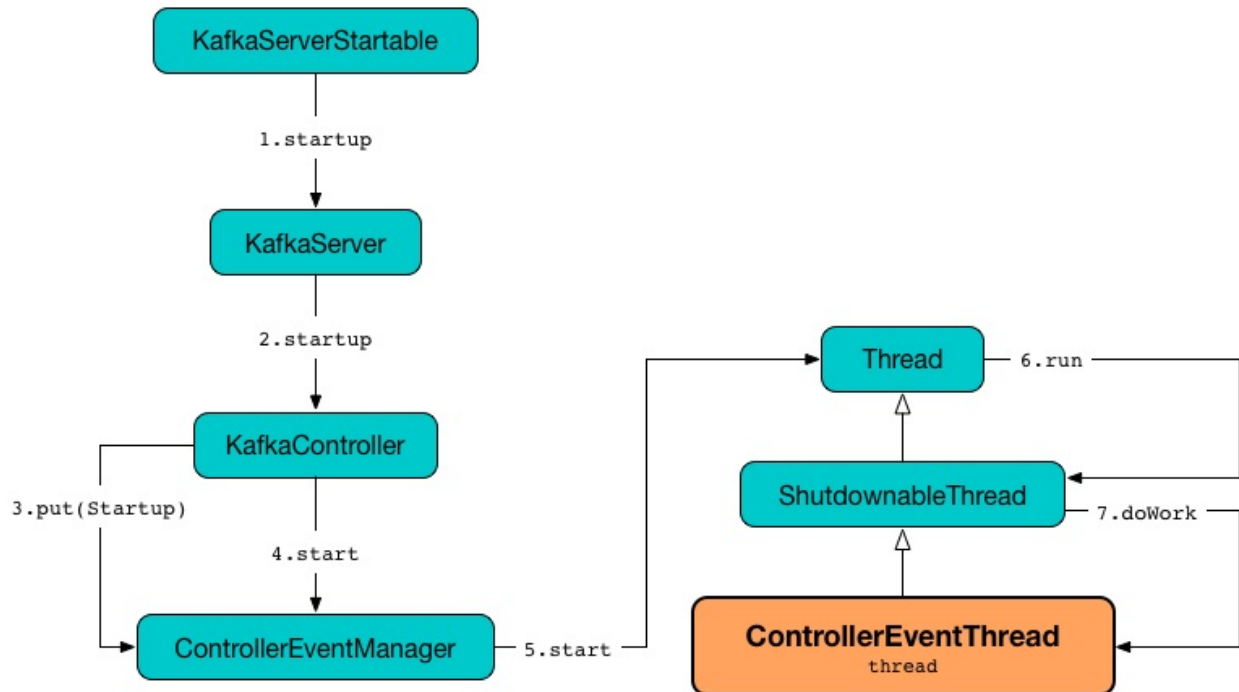 KafkaServerStartable
1.startup
KafkaServer
2.startup
KafkaController
3.put(Startup)
4.start
ControllerEventManager
5.start
Thread
6.run
ShutdownableThread
7.doWork
ControllerEventThread
thread